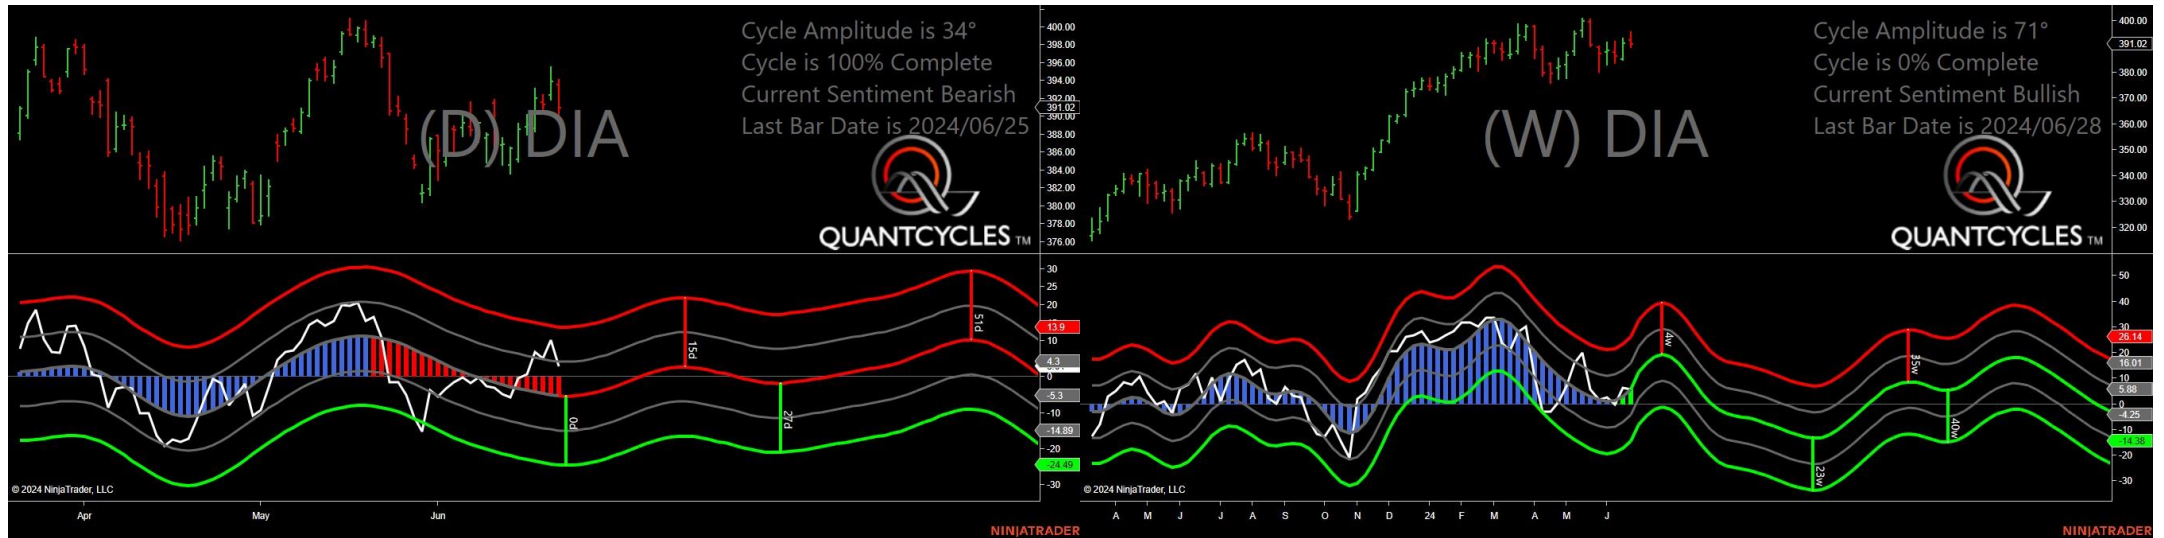 Cycle Amplitude is 34°
Cycle is 100% Complete
Current Sentiment Bearish
Last Bar Date is 2024/06/25
(D) DIA
QUANTCYCLES TM
400.00
398.00
396.00
394.00
392.00
391.02
390.00
388.00
386.00
384.00
382.00
380.00
378.00
376.00
30
25
20
13.9
10
4.3
0
-5.3
-10
-14.89
-20
-24.49
-30
0d
15d
27d
51d
© 2024 NinjaTrader, LLC
Apr
May
Jun
NINJATRADER
Cycle Amplitude is 71°
Cycle is 0% Complete
Current Sentiment Bullish
Last Bar Date is 2024/06/28
(W) DIA
QUANTCYCLES TM
400.00
391.02
380.00
370.00
360.00
350.00
340.00
330.00
320.00
50
40
30
26.14
20
16.01
10
5.88
0
-4.25
-10
-14.38
-20
-30
4w
23w
35w
40w
© 2024 NinjaTrader, LLC
A M J J A S O N D 24 F M A M J
NINJATRADER